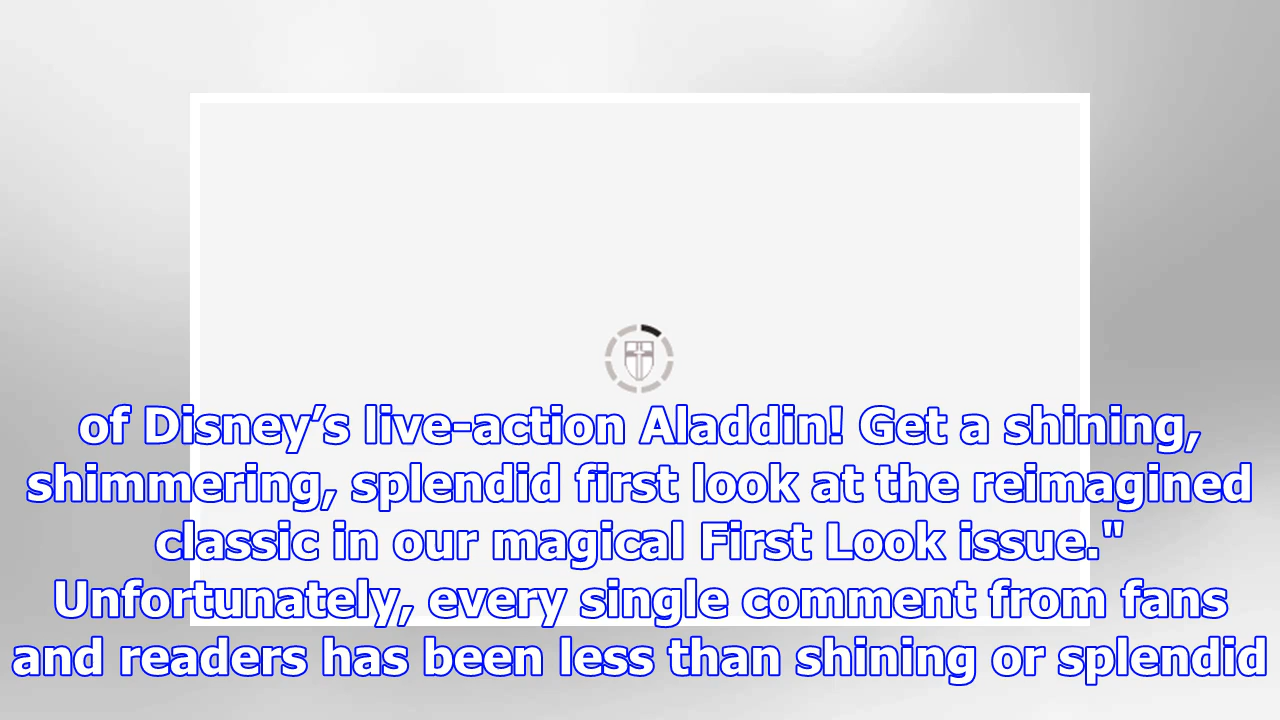 of Disney’s live-action Aladdin! Get a shining,
shimmering, splendid first look at the reimagined
classic in our magical First Look issue."
Unfortunately, every single comment from fans
and readers has been less than shining or splendid